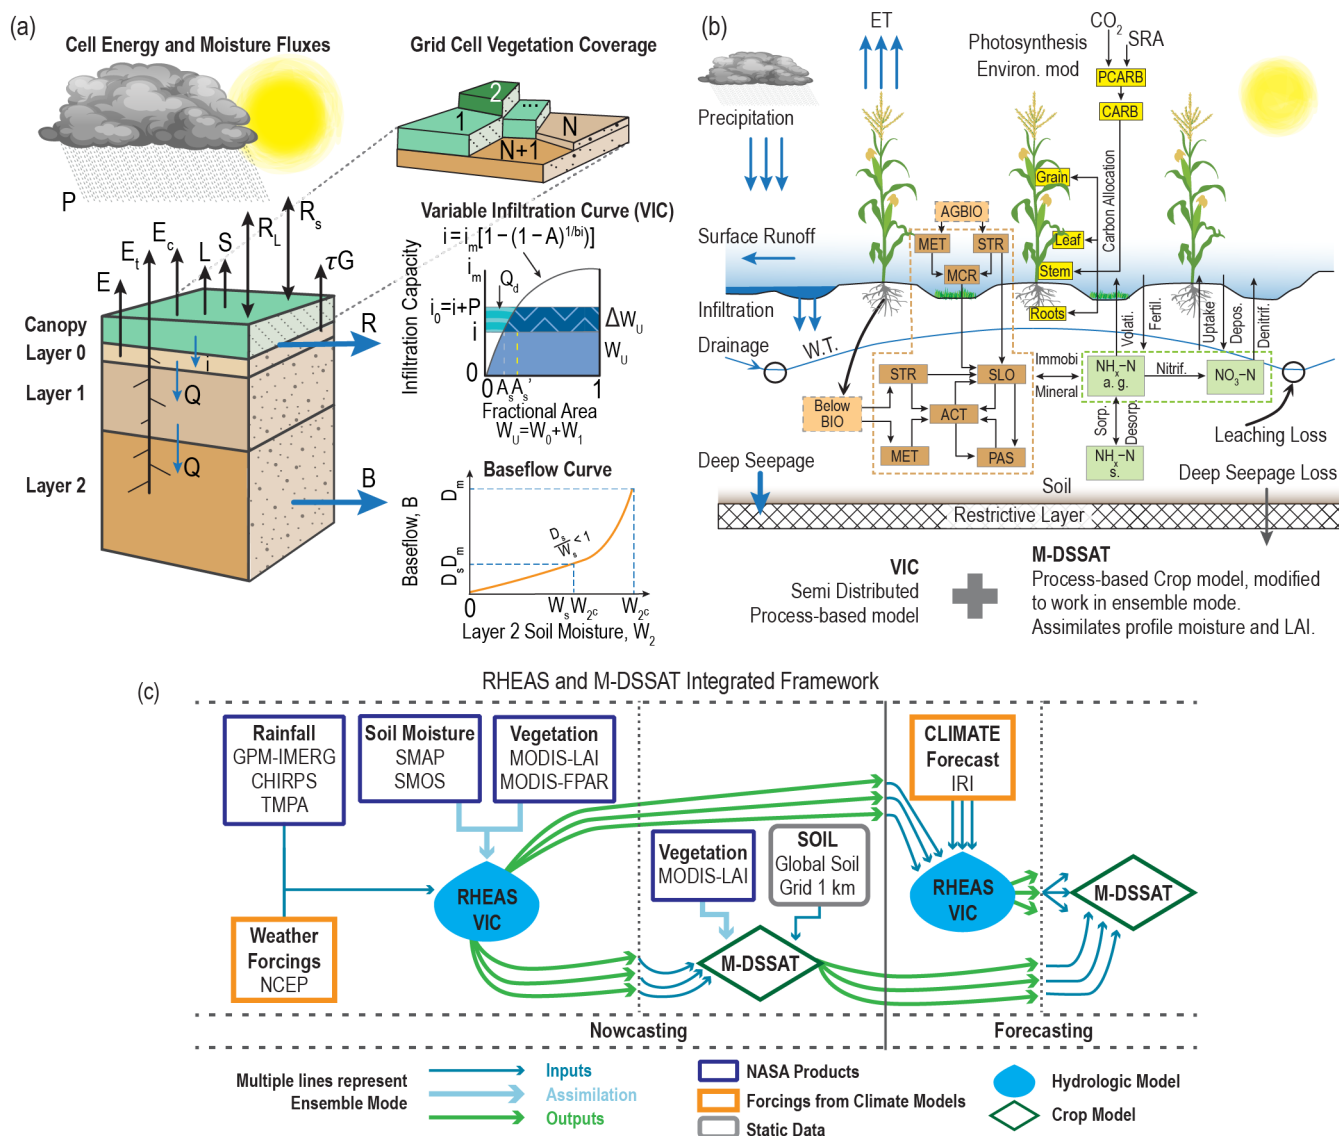 (a)
Cell Energy and Moisture Fluxes
Grid Cell Vegetation Coverage
P
1
2
...
N
N+1
E
Et
Ec
L
S
RL
Rs
τG
Canopy
Layer 0
Layer 1
Layer 2
i
Q
Q
R
B
Variable Infiltration Curve (VIC)
i = im[1 − (1 − A)1/bi)]
Infiltration Capacity
im
i0=i+P
i
0
Qd
ΔWU
WU
0 As As' 1
Fractional Area
WU=W0+W1
Baseflow Curve
Baseflow, B
Dm
DsDm
0
Ds/Ws <1
WsW2c
W2c
Layer 2 Soil Moisture, W2
(b)
ET
CO2
SRA
Photosynthesis
Environ. mod
PCARB
CARB
Precipitation
Carbon Allocation
Grain
Leaf
Stem
Roots
AGBIO
MET
STR
MCR
Surface Runoff
Infiltration
Drainage
W.T.
Volati.
Fertil.
Uptake
Depos.
Denitrif.
STR
SLO
ACT
MET
PAS
Below
BIO
Immobi
Mineral
NHx−N
a. g.
Nitrif.
NO3−N
Sorp.
Desorp.
NHx−N
s.
Leaching Loss
Deep Seepage
Deep Seepage Loss
Soil
Restrictive Layer
VIC
Semi Distributed
Process-based model
M-DSSAT
Process-based Crop model, modified
to work in ensemble mode.
Assimilates profile moisture and LAI.
(c)
RHEAS and M-DSSAT Integrated Framework
Rainfall
GPM-IMERG
CHIRPS
TMPA
Soil Moisture
SMAP
SMOS
Vegetation
MODIS-LAI
MODIS-FPAR
CLIMATE
Forecast
IRI
Vegetation
MODIS-LAI
SOIL
Global Soil
Grid 1 km
RHEAS
VIC
RHEAS
VIC
M-DSSAT
M-DSSAT
Weather
Forcings
NCEP
Nowcasting
Forecasting
Multiple lines represent
Ensemble Mode
Inputs
Assimilation
Outputs
NASA Products
Forcings from Climate Models
Static Data
Hydrologic Model
Crop Model